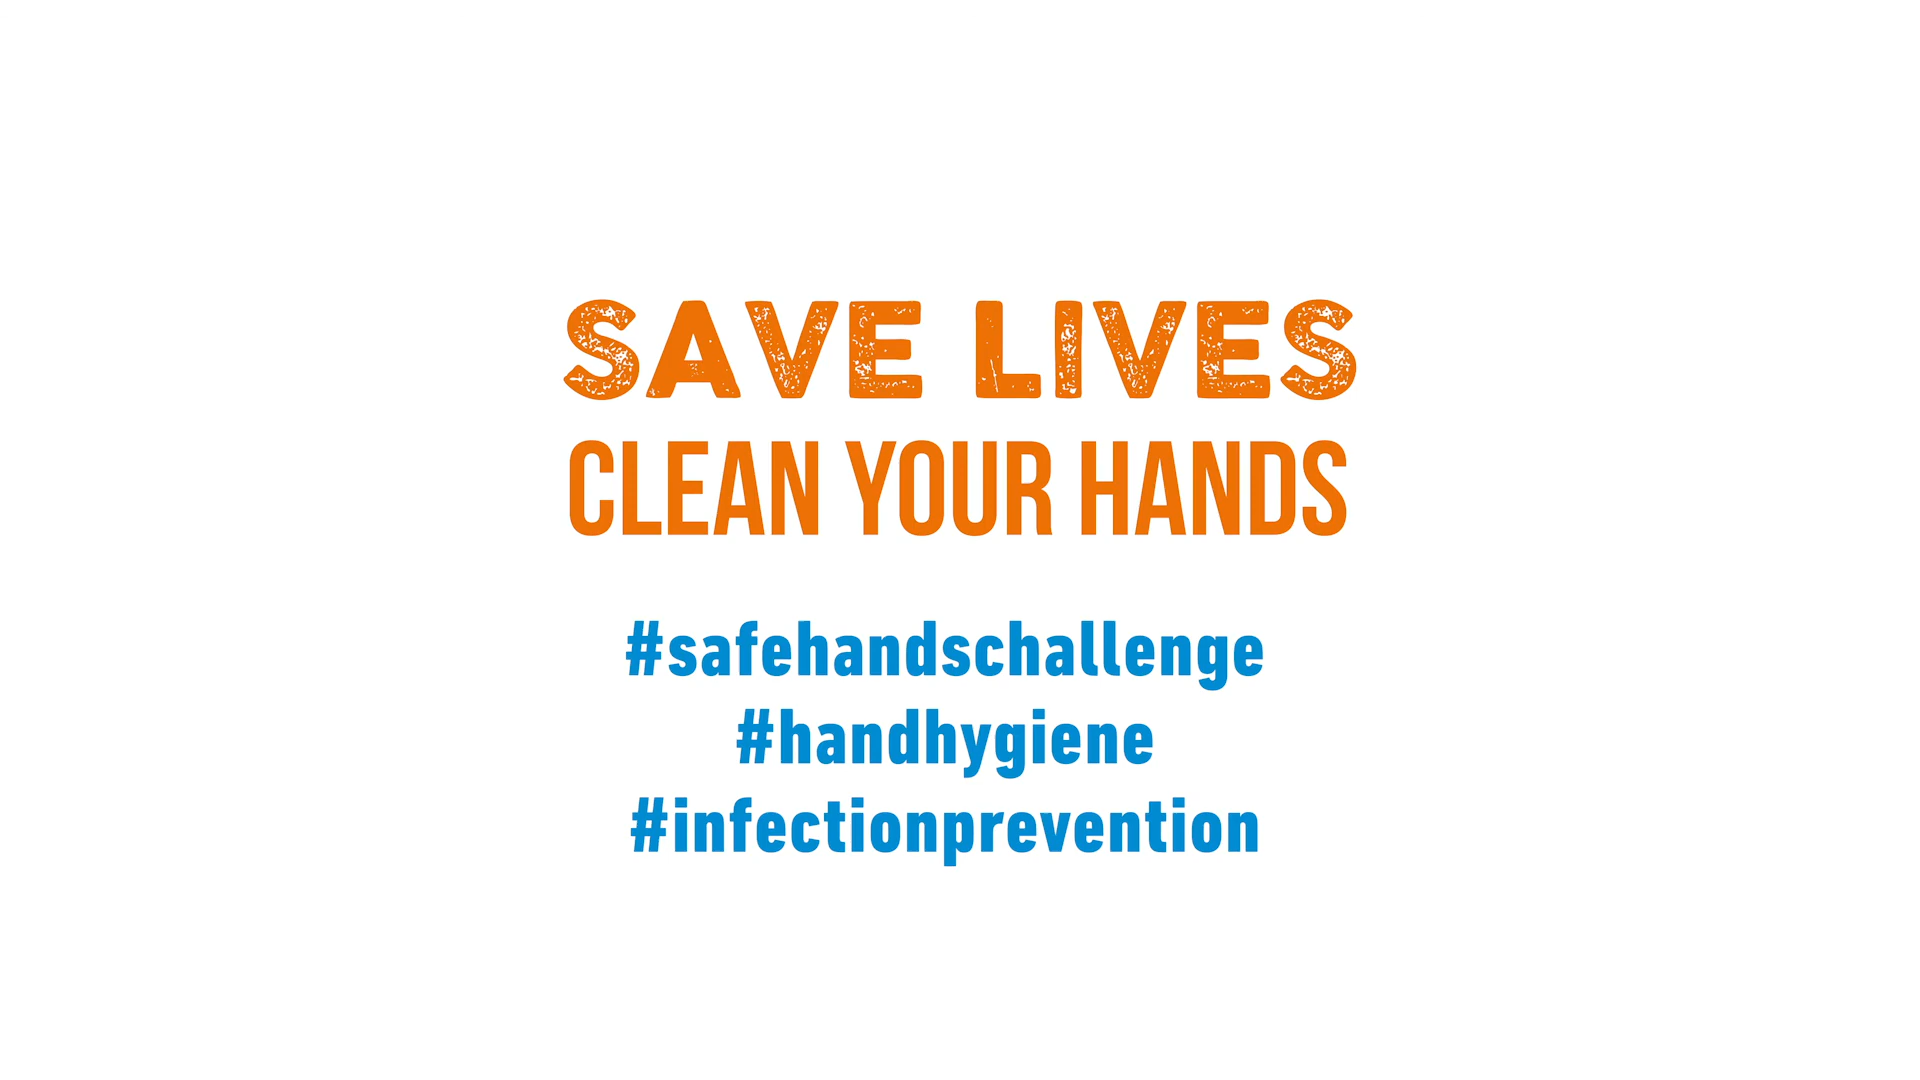 SAVE LIVES
CLEAN YOUR HANDS
#safehandschallenge
#handhygiene
#infectionprevention